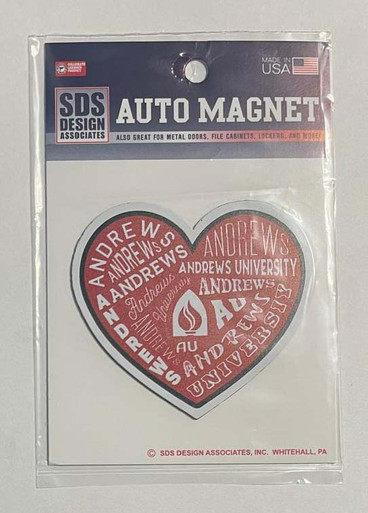 MADE IN
USA
SDS
DESIGN
ASSOCIATES
AUTO MAGNET
ALSO GREAT FOR METAL DOORS, FILE CABINETS, LOCKERS, AND MORE!
ANDREWS
ANDREWS
ANDREWS
ANDREWS
ANDREWS UNIVERSITY
ANDREWS
Andrews
University
AU
ANDREWS
ANDREWS
AU
ANDREWS
UNIVERSITY
© SDS DESIGN ASSOCIATES, INC. WHITEHALL, PA